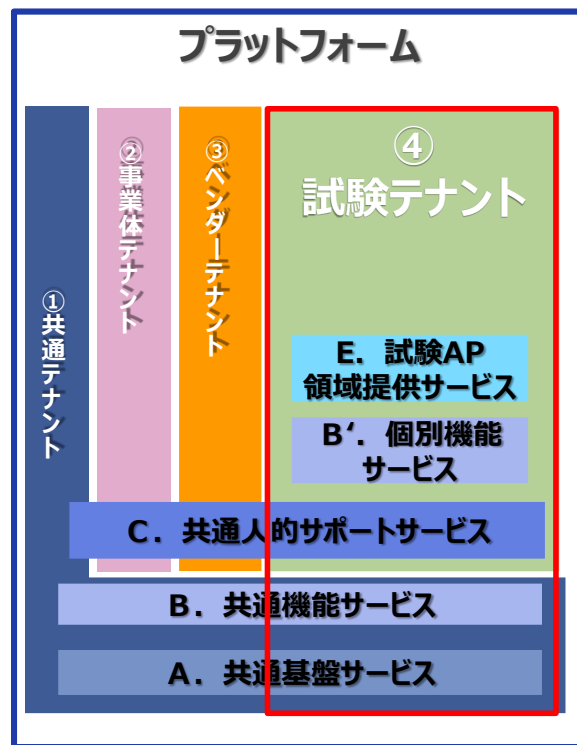 プラットフォーム
①共通テナント
②事業体テナント
③ベンダーテナント
④
試験テナント
E．試験AP
領域提供サービス
B‘．個別機能
サービス
C．共通人的サポートサービス
B．共通機能サービス
A．共通基盤サービス